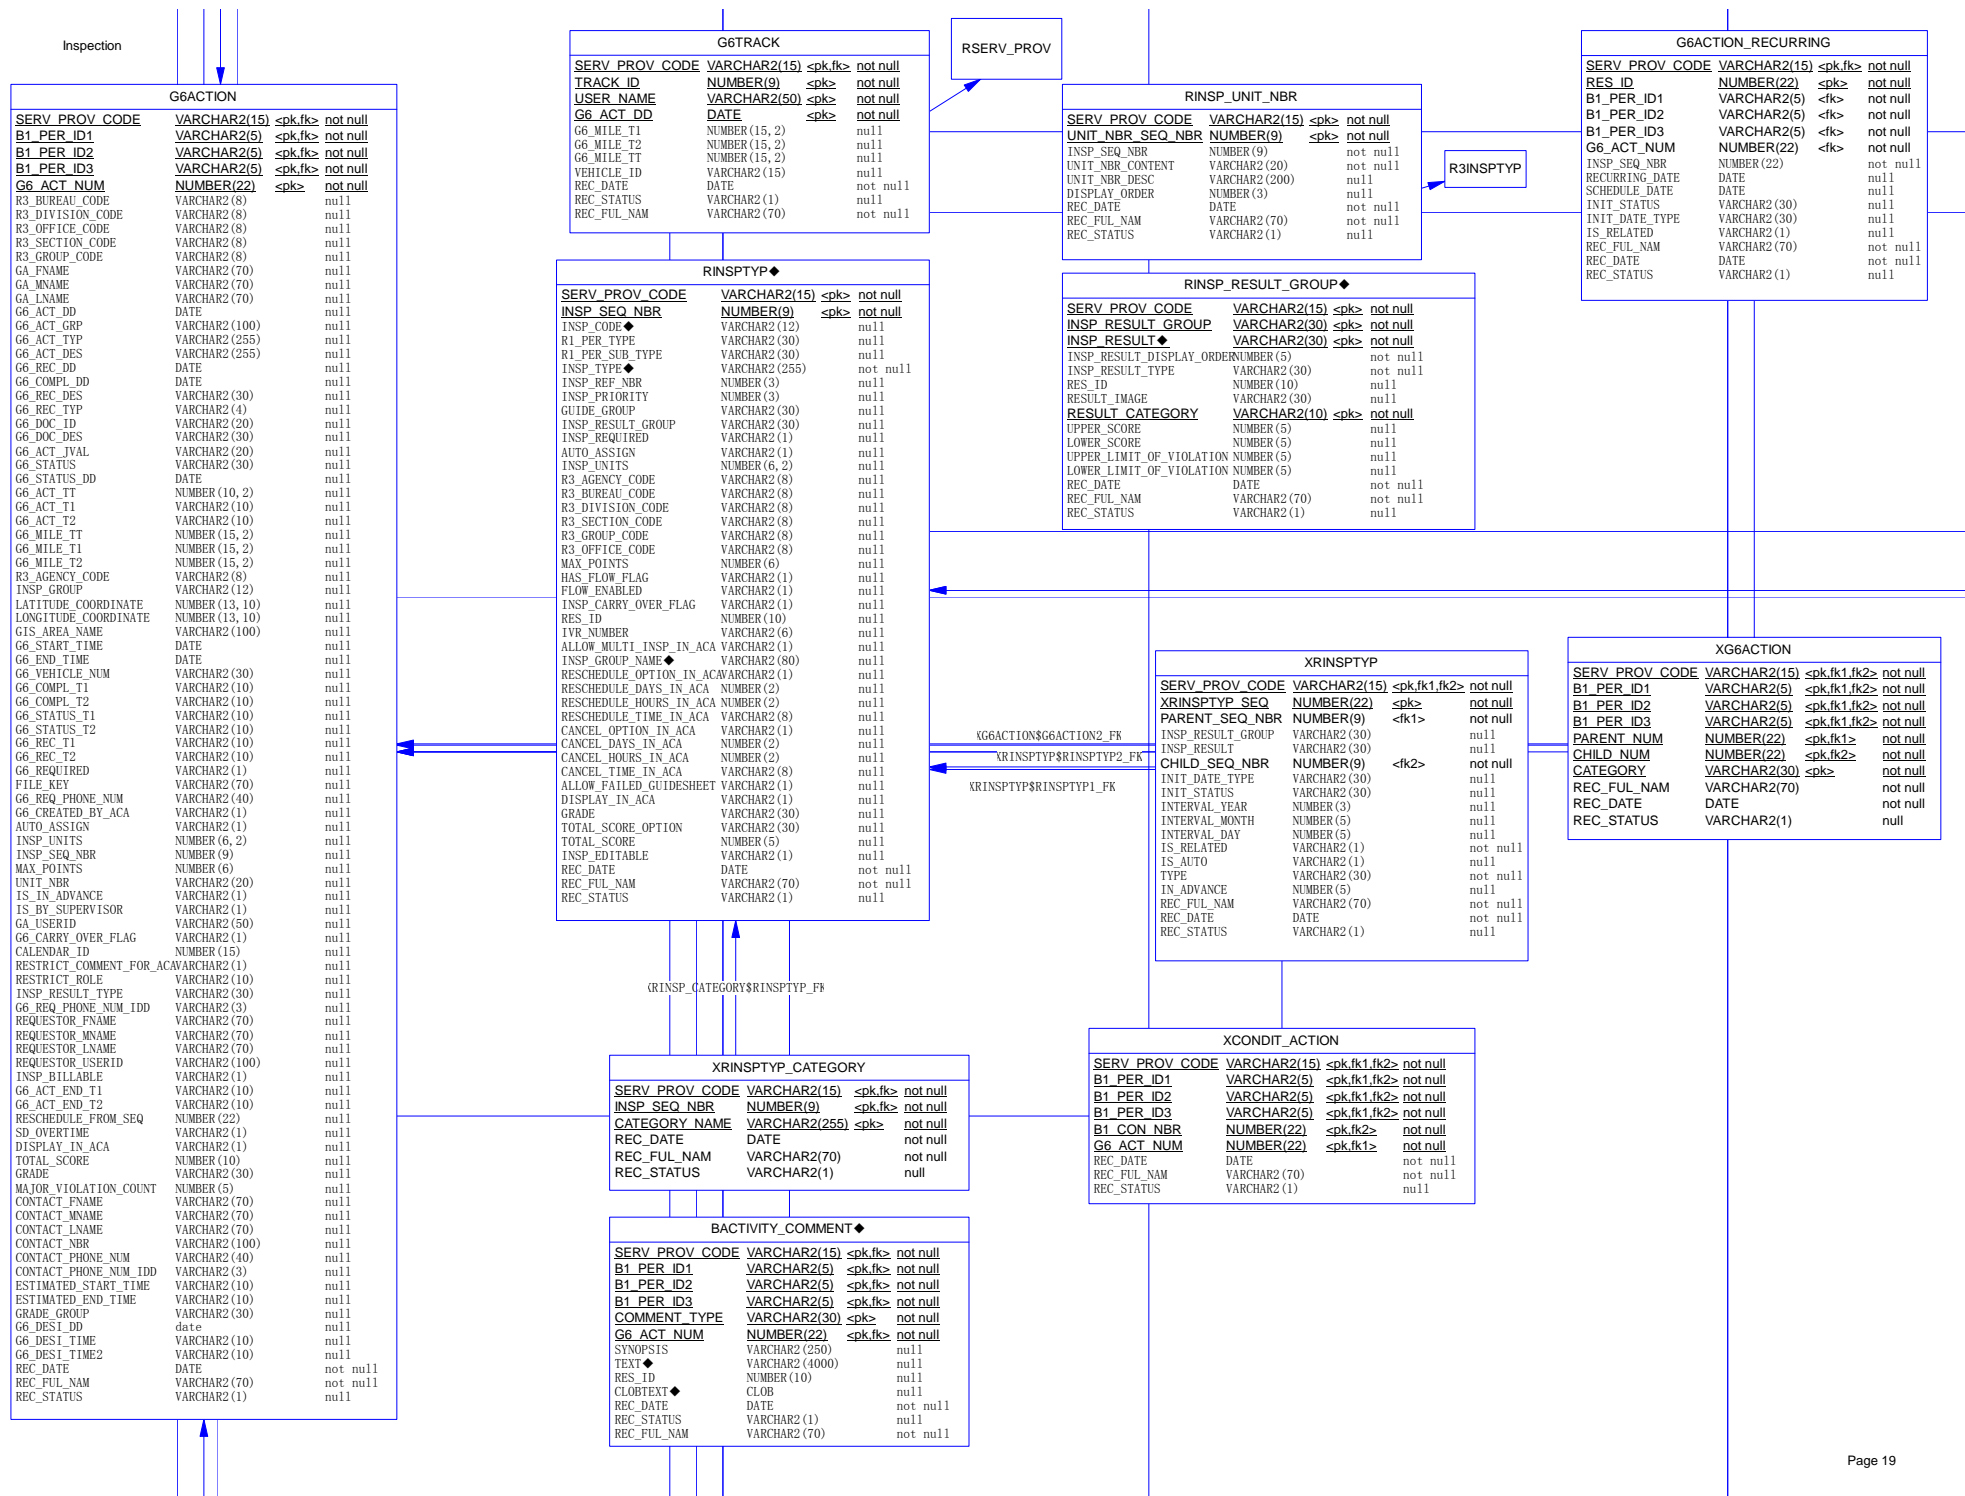 Inspection
G6ACTION
SERV_PROV_CODE VARCHAR2(15) <pk,fk> not null
B1_PER_ID1 VARCHAR2(5) <pk,fk> not null
B1_PER_ID2 VARCHAR2(5) <pk,fk> not null
B1_PER_ID3 VARCHAR2(5) <pk,fk> not null
G6_ACT_NUM NUMBER(22) <pk> not null
R3_BUREAU_CODE VARCHAR2(8) null
R3_DIVISION_CODE VARCHAR2(8) null
R3_OFFICE_CODE VARCHAR2(8) null
R3_SECTION_CODE VARCHAR2(8) null
R3_GROUP_CODE VARCHAR2(8) null
GA_FNAME VARCHAR2(70) null
GA_MNAME VARCHAR2(70) null
GA_LNAME VARCHAR2(70) null
G6_ACT_DD DATE null
G6_ACT_GRP VARCHAR2(100) null
G6_ACT_TYP VARCHAR2(255) null
G6_ACT_DES VARCHAR2(255) null
G6_REC_DD DATE null
G6_COMPL_DD DATE null
G6_REC_DES VARCHAR2(30) null
G6_REC_TYP VARCHAR2(4) null
G6_DOC_ID VARCHAR2(20) null
G6_DOC_DES VARCHAR2(30) null
G6_ACT_JVAL VARCHAR2(20) null
G6_STATUS VARCHAR2(30) null
G6_STATUS_DD DATE null
G6_ACT_TT NUMBER(10,2) null
G6_ACT_T1 VARCHAR2(10) null
G6_ACT_T2 VARCHAR2(10) null
G6_MILE_TT NUMBER(15,2) null
G6_MILE_T1 NUMBER(15,2) null
G6_MILE_T2 NUMBER(15,2) null
R3_AGENCY_CODE VARCHAR2(8) null
INSP_GROUP VARCHAR2(12) null
LATITUDE_COORDINATE NUMBER(13,10) null
LONGITUDE_COORDINATE NUMBER(13,10) null
GIS_AREA_NAME VARCHAR2(100) null
G6_START_TIME DATE null
G6_END_TIME DATE null
G6_VEHICLE_NUM VARCHAR2(30) null
G6_COMPL_T1 VARCHAR2(10) null
G6_COMPL_T2 VARCHAR2(10) null
G6_STATUS_T1 VARCHAR2(10) null
G6_STATUS_T2 VARCHAR2(10) null
G6_REC_T1 VARCHAR2(10) null
G6_REC_T2 VARCHAR2(10) null
G6_REQUIRED VARCHAR2(1) null
FILE_KEY VARCHAR2(70) null
G6_REQ_PHONE_NUM VARCHAR2(40) null
G6_CREATED_BY_ACA VARCHAR2(1) null
AUTO_ASSIGN VARCHAR2(1) null
INSP_UNITS NUMBER(6,2) null
INSP_SEQ_NBR NUMBER(9) null
MAX_POINTS NUMBER(6) null
UNIT_NBR VARCHAR2(20) null
IS_IN_ADVANCE VARCHAR2(1) null
IS_BY_SUPERVISOR VARCHAR2(1) null
GA_USERID VARCHAR2(50) null
G6_CARRY_OVER_FLAG VARCHAR2(1) null
CALENDAR_ID NUMBER(15) null
RESTRICT_COMMENT_FOR_ACAVARCHAR2(1) null
RESTRICT_ROLE VARCHAR2(10) null
INSP_RESULT_TYPE VARCHAR2(30) null
G6_REQ_PHONE_NUM_IDD VARCHAR2(3) null
REQUESTOR_FNAME VARCHAR2(70) null
REQUESTOR_MNAME VARCHAR2(70) null
REQUESTOR_LNAME VARCHAR2(70) null
REQUESTOR_USERID VARCHAR2(100) null
INSP_BILLABLE VARCHAR2(1) null
G6_ACT_END_T1 VARCHAR2(10) null
G6_ACT_END_T2 VARCHAR2(10) null
RESCHEDULE_FROM_SEQ NUMBER(22) null
SD_OVERTIME VARCHAR2(1) null
DISPLAY_IN_ACA VARCHAR2(1) null
TOTAL_SCORE NUMBER(10) null
GRADE VARCHAR2(30) null
MAJOR_VIOLATION_COUNT NUMBER(5) null
CONTACT_FNAME VARCHAR2(70) null
CONTACT_MNAME VARCHAR2(70) null
CONTACT_LNAME VARCHAR2(70) null
CONTACT_NBR VARCHAR2(100) null
CONTACT_PHONE_NUM VARCHAR2(40) null
CONTACT_PHONE_NUM_IDD VARCHAR2(3) null
ESTIMATED_START_TIME VARCHAR2(10) null
ESTIMATED_END_TIME VARCHAR2(10) null
GRADE_GROUP VARCHAR2(30) null
G6_DESI_DD date null
G6_DESI_TIME VARCHAR2(10) null
G6_DESI_TIME2 VARCHAR2(10) null
REC_DATE DATE not null
REC_FUL_NAM VARCHAR2(70) not null
REC_STATUS VARCHAR2(1) null
G6TRACK
SERV_PROV_CODE VARCHAR2(15) <pk,fk> not null
TRACK_ID NUMBER(9) <pk> not null
USER_NAME VARCHAR2(50) <pk> not null
G6_ACT_DD DATE <pk> not null
G6_MILE_T1 NUMBER(15,2) null
G6_MILE_T2 NUMBER(15,2) null
G6_MILE_TT NUMBER(15,2) null
VEHICLE_ID VARCHAR2(15) null
REC_DATE DATE not null
REC_STATUS VARCHAR2(1) null
REC_FUL_NAM VARCHAR2(70) not null
RSERV_PROV
RINSP_UNIT_NBR
SERV_PROV_CODE VARCHAR2(15) <pk> not null
UNIT_NBR_SEQ_NBR NUMBER(9) <pk> not null
INSP_SEQ_NBR NUMBER(9) not null
UNIT_NBR_CONTENT VARCHAR2(20) not null
UNIT_NBR_DESC VARCHAR2(200) null
DISPLAY_ORDER NUMBER(3) null
REC_DATE DATE not null
REC_FUL_NAM VARCHAR2(70) not null
REC_STATUS VARCHAR2(1) null
R3INSPTYP
G6ACTION_RECURRING
SERV_PROV_CODE VARCHAR2(15) <pk,fk> not null
RES_ID NUMBER(22) <pk> not null
B1_PER_ID1 VARCHAR2(5) <fk> not null
B1_PER_ID2 VARCHAR2(5) <fk> not null
B1_PER_ID3 VARCHAR2(5) <fk> not null
G6_ACT_NUM NUMBER(22) <fk> not null
INSP_SEQ_NBR NUMBER(22) not null
RECURRING_DATE DATE null
SCHEDULE_DATE DATE null
INIT_STATUS VARCHAR2(30) null
INIT_DATE_TYPE VARCHAR2(30) null
IS_RELATED VARCHAR2(1) null
REC_FUL_NAM VARCHAR2(70) not null
REC_DATE DATE not null
REC_STATUS VARCHAR2(1) null
RINSPTYP◆
SERV_PROV_CODE VARCHAR2(15) <pk> not null
INSP_SEQ_NBR NUMBER(9) <pk> not null
INSP_CODE◆ VARCHAR2(12) null
R1_PER_TYPE VARCHAR2(30) null
R1_PER_SUB_TYPE VARCHAR2(30) null
INSP_TYPE◆ VARCHAR2(255) not null
INSP_REF_NBR NUMBER(3) null
INSP_PRIORITY NUMBER(3) null
GUIDE_GROUP VARCHAR2(30) null
INSP_RESULT_GROUP VARCHAR2(30) null
INSP_REQUIRED VARCHAR2(1) null
AUTO_ASSIGN VARCHAR2(1) null
INSP_UNITS NUMBER(6,2) null
R3_AGENCY_CODE VARCHAR2(8) null
R3_BUREAU_CODE VARCHAR2(8) null
R3_DIVISION_CODE VARCHAR2(8) null
R3_SECTION_CODE VARCHAR2(8) null
R3_GROUP_CODE VARCHAR2(8) null
R3_OFFICE_CODE VARCHAR2(8) null
MAX_POINTS NUMBER(6) null
HAS_FLOW_FLAG VARCHAR2(1) null
FLOW_ENABLED VARCHAR2(1) null
INSP_CARRY_OVER_FLAG VARCHAR2(1) null
RES_ID NUMBER(10) null
IVR_NUMBER VARCHAR2(6) null
ALLOW_MULTI_INSP_IN_ACA VARCHAR2(1) null
INSP_GROUP_NAME◆ VARCHAR2(80) null
RESCHEDULE_OPTION_IN_ACAVARCHAR2(1) null
RESCHEDULE_DAYS_IN_ACA NUMBER(2) null
RESCHEDULE_HOURS_IN_ACA NUMBER(2) null
RESCHEDULE_TIME_IN_ACA VARCHAR2(8) null
CANCEL_OPTION_IN_ACA VARCHAR2(1) null
CANCEL_DAYS_IN_ACA NUMBER(2) null
CANCEL_HOURS_IN_ACA NUMBER(2) null
CANCEL_TIME_IN_ACA VARCHAR2(8) null
ALLOW_FAILED_GUIDESHEET VARCHAR2(1) null
DISPLAY_IN_ACA VARCHAR2(1) null
GRADE VARCHAR2(30) null
TOTAL_SCORE_OPTION VARCHAR2(30) null
TOTAL_SCORE NUMBER(5) null
INSP_EDITABLE VARCHAR2(1) null
REC_DATE DATE not null
REC_FUL_NAM VARCHAR2(70) not null
REC_STATUS VARCHAR2(1) null
RINSP_RESULT_GROUP◆
SERV_PROV_CODE VARCHAR2(15) <pk> not null
INSP_RESULT_GROUP VARCHAR2(30) <pk> not null
INSP_RESULT◆ VARCHAR2(30) <pk> not null
INSP_RESULT_DISPLAY_ORDERNUMBER(5) not null
INSP_RESULT_TYPE VARCHAR2(30) not null
RES_ID NUMBER(10) null
RESULT_IMAGE VARCHAR2(30) null
RESULT_CATEGORY VARCHAR2(10) <pk> not null
UPPER_SCORE NUMBER(5) null
LOWER_SCORE NUMBER(5) null
UPPER_LIMIT_OF_VIOLATION NUMBER(5) null
LOWER_LIMIT_OF_VIOLATION NUMBER(5) null
REC_DATE DATE not null
REC_FUL_NAM VARCHAR2(70) not null
REC_STATUS VARCHAR2(1) null
XG6ACTION$G6ACTION2_FK
XRINSPTYP$RINSPTYP2_FK
XRINSPTYP$RINSPTYP1_FK
XRINSPTYP
SERV_PROV_CODE VARCHAR2(15) <pk,fk1,fk2> not null
XRINSPTYP_SEQ NUMBER(22) <pk> not null
PARENT_SEQ_NBR NUMBER(9) <fk1> not null
INSP_RESULT_GROUP VARCHAR2(30) null
INSP_RESULT VARCHAR2(30) null
CHILD_SEQ_NBR NUMBER(9) <fk2> not null
INIT_DATE_TYPE VARCHAR2(30) null
INIT_STATUS VARCHAR2(30) null
INTERVAL_YEAR NUMBER(3) null
INTERVAL_MONTH NUMBER(5) null
INTERVAL_DAY NUMBER(5) null
IS_RELATED VARCHAR2(1) not null
IS_AUTO VARCHAR2(1) null
TYPE VARCHAR2(30) not null
IN_ADVANCE NUMBER(5) null
REC_FUL_NAM VARCHAR2(70) not null
REC_DATE DATE not null
REC_STATUS VARCHAR2(1) null
XG6ACTION
SERV_PROV_CODE VARCHAR2(15) <pk,fk1,fk2> not null
B1_PER_ID1 VARCHAR2(5) <pk,fk1,fk2> not null
B1_PER_ID2 VARCHAR2(5) <pk,fk1,fk2> not null
B1_PER_ID3 VARCHAR2(5) <pk,fk1,fk2> not null
PARENT_NUM NUMBER(22) <pk,fk1> not null
CHILD_NUM NUMBER(22) <pk,fk2> not null
CATEGORY VARCHAR2(30) <pk> not null
REC_FUL_NAM VARCHAR2(70) not null
REC_DATE DATE not null
REC_STATUS VARCHAR2(1) null
XRINSP_CATEGORY$RINSPTYP_FK
XRINSPTYP_CATEGORY
SERV_PROV_CODE VARCHAR2(15) <pk,fk> not null
INSP_SEQ_NBR NUMBER(9) <pk,fk> not null
CATEGORY_NAME VARCHAR2(255) <pk> not null
REC_DATE DATE not null
REC_FUL_NAM VARCHAR2(70) not null
REC_STATUS VARCHAR2(1) null
XCONDIT_ACTION
SERV_PROV_CODE VARCHAR2(15) <pk,fk1,fk2> not null
B1_PER_ID1 VARCHAR2(5) <pk,fk1,fk2> not null
B1_PER_ID2 VARCHAR2(5) <pk,fk1,fk2> not null
B1_PER_ID3 VARCHAR2(5) <pk,fk1,fk2> not null
B1_CON_NBR NUMBER(22) <pk,fk2> not null
G6_ACT_NUM NUMBER(22) <pk,fk1> not null
REC_DATE DATE not null
REC_FUL_NAM VARCHAR2(70) not null
REC_STATUS VARCHAR2(1) null
BACTIVITY_COMMENT◆
SERV_PROV_CODE VARCHAR2(15) <pk,fk> not null
B1_PER_ID1 VARCHAR2(5) <pk,fk> not null
B1_PER_ID2 VARCHAR2(5) <pk,fk> not null
B1_PER_ID3 VARCHAR2(5) <pk,fk> not null
COMMENT_TYPE VARCHAR2(30) <pk> not null
G6_ACT_NUM NUMBER(22) <pk,fk> not null
SYNOPSIS VARCHAR2(250) null
TEXT◆ VARCHAR2(4000) null
RES_ID NUMBER(10) null
CLOBTEXT◆ CLOB null
REC_DATE DATE not null
REC_STATUS VARCHAR2(1) null
REC_FUL_NAM VARCHAR2(70) not null
Page 19